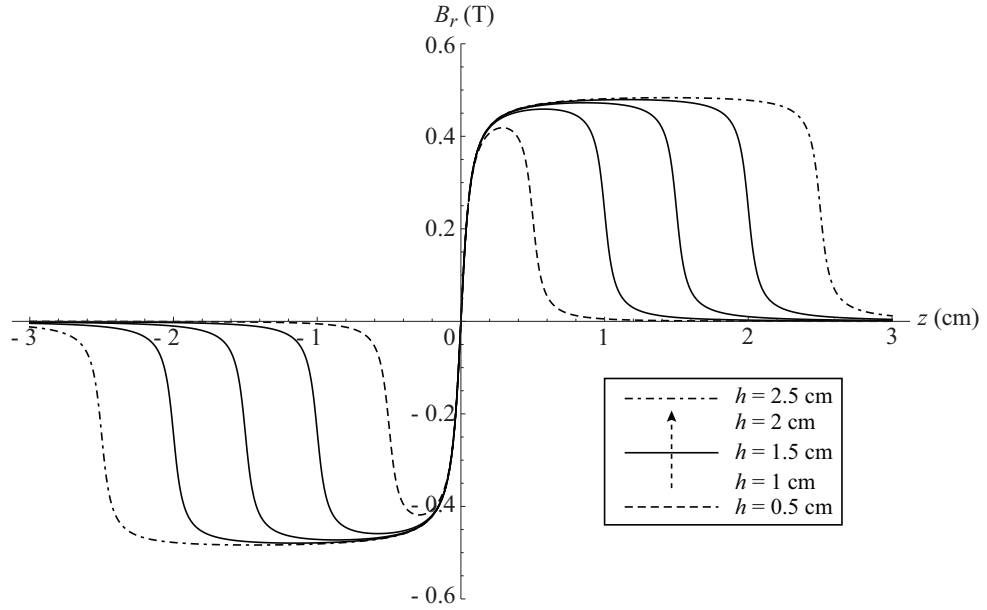 B_r (T)
0.6
0.4
0.2
-3 -2 -1 0 1 2 3 z (cm)
- 0.2
- 0.4
- 0.6
h = 2.5 cm
h = 2 cm
h = 1.5 cm
h = 1 cm
h = 0.5 cm